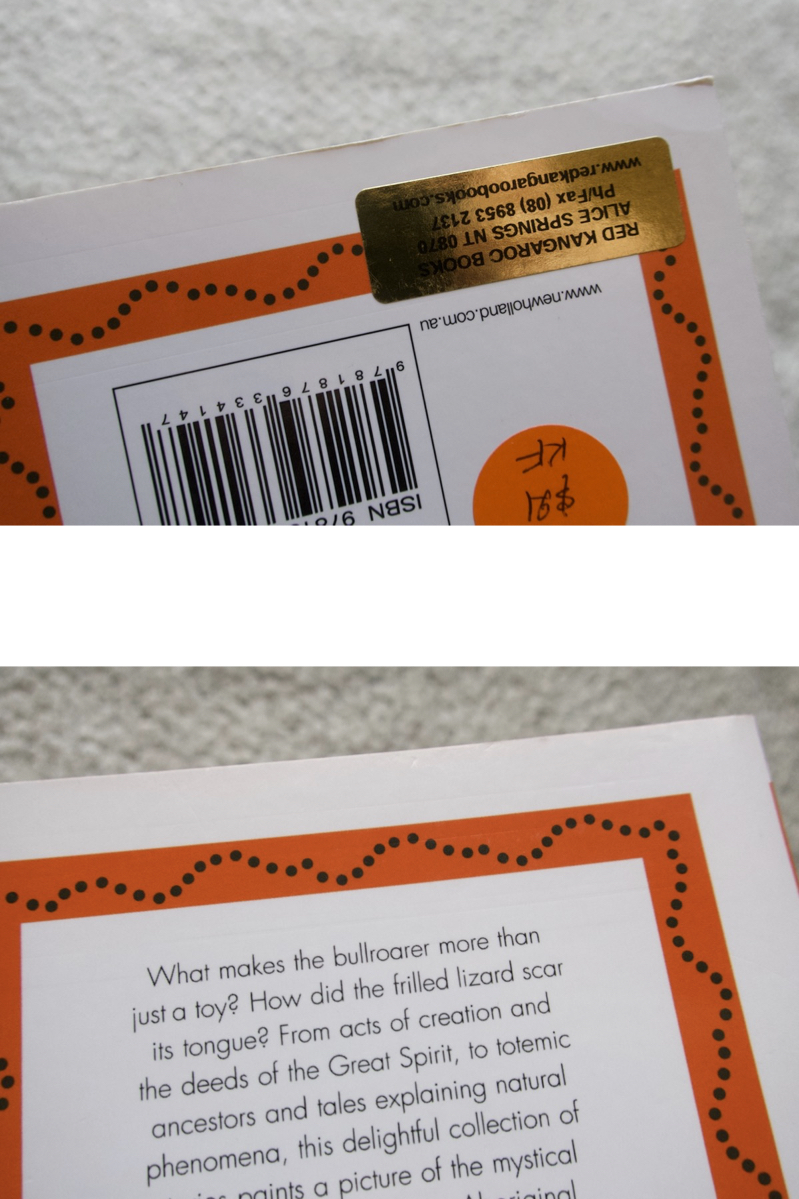 KF
ISBN
9 781876 334147
www.newholland.com.au
RED KANGAROO BOOKS
ALICE SPRINGS NT 0870
Ph/Fax (08) 8953 2137
www.redkangaroobooks.com
What makes the bullroarer more than
just a toy? How did the frilled lizard scar
its tongue? From acts of creation and
the deeds of the Great Spirit, to totemic
ancestors and tales explaining natural
phenomena, this delightful collection of
paints a picture of the mystical